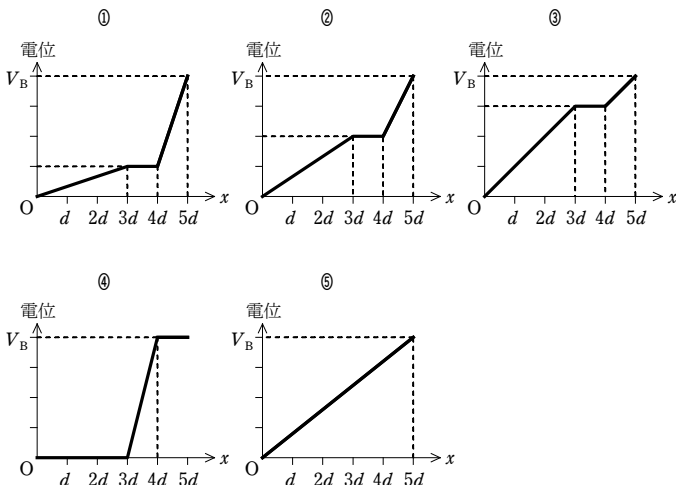 ① ② ③
電位 電位 電位
V_B V_B V_B
O d 2d 3d 4d 5d x O d 2d 3d 4d 5d x O d 2d 3d 4d 5d x
④ ⑤
電位 電位
V_B V_B
O d 2d 3d 4d 5d x O d 2d 3d 4d 5d x